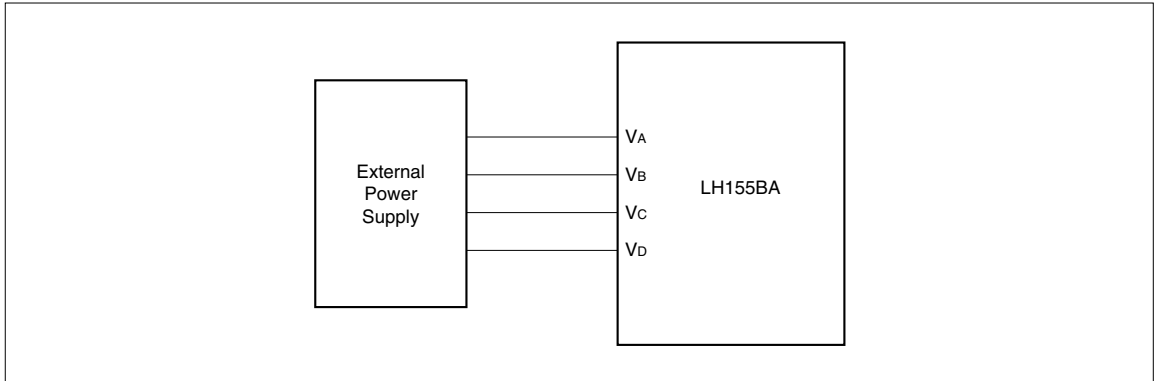 External
Power
Supply
VA
VB
VC
VD
LH155BA